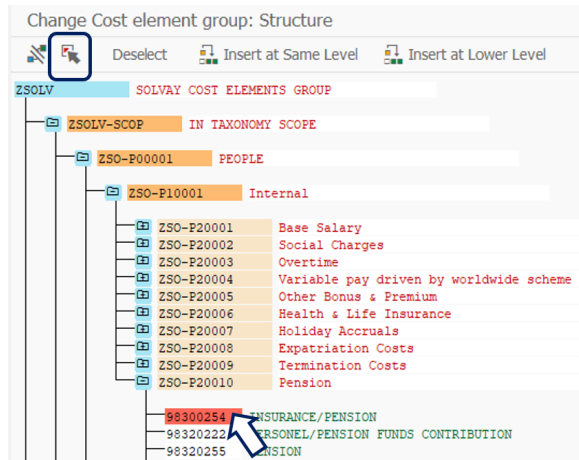 Change Cost element group: Structure
Deselect Insert at Same Level Insert at Lower Level
ZSOLV SOLVAY COST ELEMENTS GROUP
ZSOLV-SCOP IN TAXONOMY SCOPE
ZSO-P00001 PEOPLE
ZSO-P10001 Internal
ZSO-P20001 Base Salary
ZSO-P20002 Social Charges
ZSO-P20003 Overtime
ZSO-P20004 Variable pay driven by worldwide scheme
ZSO-P20005 Other Bonus & Premium
ZSO-P20006 Health & Life Insurance
ZSO-P20007 Holiday Accruals
ZSO-P20008 Expatriation Costs
ZSO-P20009 Termination Costs
ZSO-P20010 Pension
98300254 INSURANCE/PENSION
98320222 ERSONEL/PENSION FUNDS CONTRIBUTION
98320255 ENSION